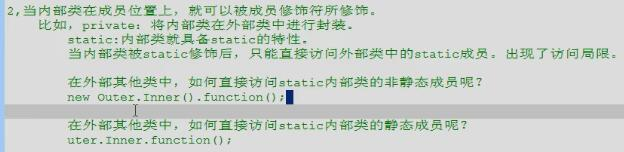 2,当内部类在成员位置上，就可以被成员修饰符所修饰。
比如，private：将内部类在外部类中进行封装。
static:内部类就具备static的特性。
当内部类被static修饰后，只能直接访问外部类中的static成员。出现了访问局限。
在外部其他类中，如何直接访问static内部类的非静态成员呢？
new Outer.Inner().function();
在外部其他类中，如何直接访问static内部类的静态成员呢？
uter.Inner.function();